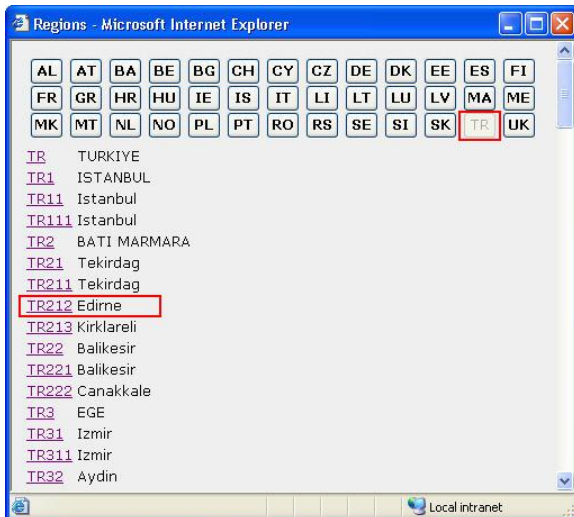 Regions - Microsoft Internet Explorer
AL AT BA BE BG CH CY CZ DE DK EE ES FI
FR GR HR HU IE IS IT LI LT LU LV MA ME
MK MT NL NO PL PT RO RS SE SI SK TR UK
TR TURKIYE
TR1 ISTANBUL
TR11 Istanbul
TR111 Istanbul
TR2 BATI MARMARA
TR21 Tekirdag
TR211 Tekirdag
TR212 Edirne
TR213 Kirklareli
TR22 Balikesir
TR221 Balikesir
TR222 Canakkale
TR3 EGE
TR31 Izmir
TR311 Izmir
TR32 Aydin
Local intranet